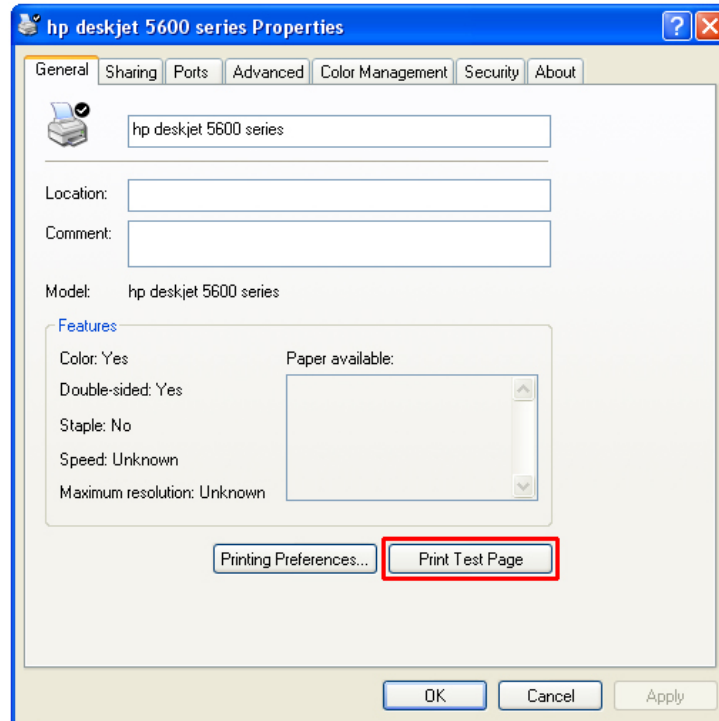 hp deskjet 5600 series Properties
General Sharing Ports Advanced Color Management Security About
hp deskjet 5600 series
Location:
Comment:
Model: hp deskjet 5600 series
Features
Color: Yes Paper available:
Double-sided: Yes
Staple: No
Speed: Unknown
Maximum resolution: Unknown
Printing Preferences... Print Test Page
OK Cancel Apply